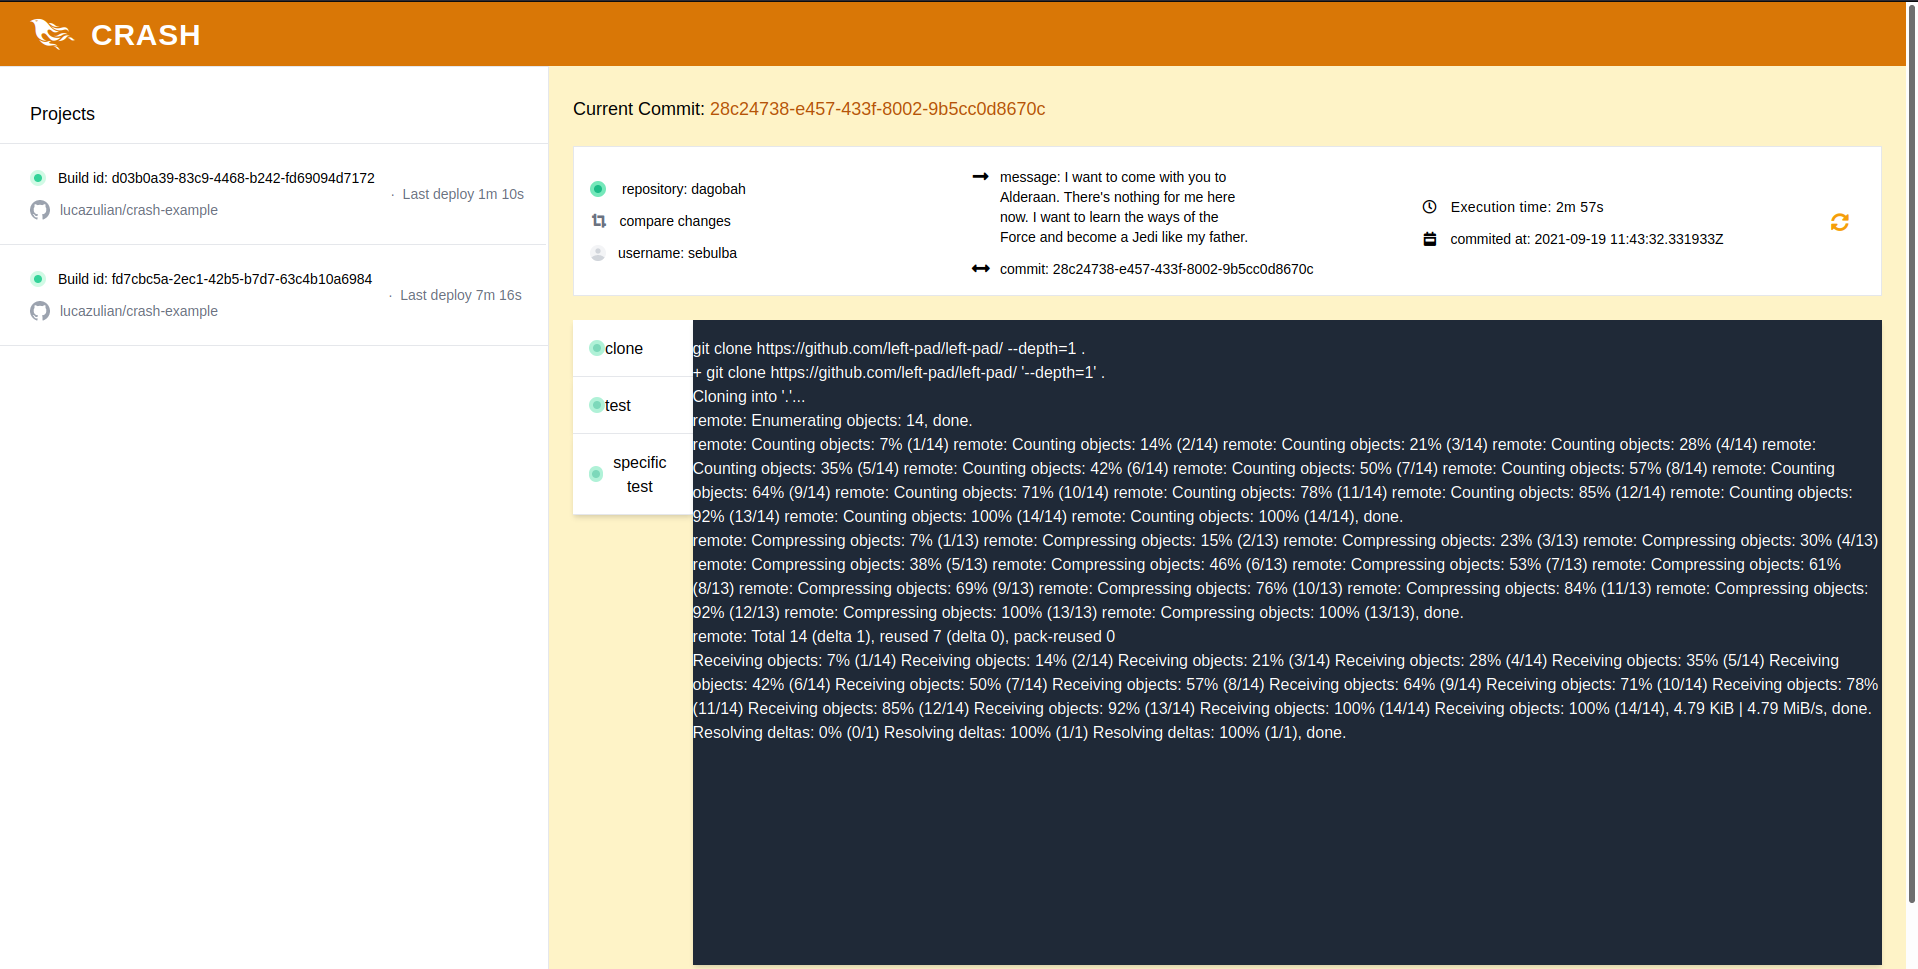 CRASH
Projects
Build id: d03b0a39-83c9-4468-b242-fd69094d7172
· Last deploy 1m 10s
lucazulian/crash-example
Build id: fd7cbc5a-2ec1-42b5-b7d7-63c4b10a6984
· Last deploy 7m 16s
lucazulian/crash-example
Current Commit: 28c24738-e457-433f-8002-9b5cc0d8670c
repository: dagobah
compare changes
username: sebulba
message: I want to come with you to
Alderaan. There's nothing for me here
now. I want to learn the ways of the
Force and become a Jedi like my father.
commit: 28c24738-e457-433f-8002-9b5cc0d8670c
Execution time: 2m 57s
commited at: 2021-09-19 11:43:32.331933Z
clone
test
specific
test
git clone https://github.com/left-pad/left-pad/ --depth=1 .
+ git clone https://github.com/left-pad/left-pad/ '--depth=1' .
Cloning into '.'...
remote: Enumerating objects: 14, done.
remote: Counting objects: 7% (1/14) remote: Counting objects: 14% (2/14) remote: Counting objects: 21% (3/14) remote: Counting objects: 28% (4/14) remote:
Counting objects: 35% (5/14) remote: Counting objects: 42% (6/14) remote: Counting objects: 50% (7/14) remote: Counting objects: 57% (8/14) remote: Counting
objects: 64% (9/14) remote: Counting objects: 71% (10/14) remote: Counting objects: 78% (11/14) remote: Counting objects: 85% (12/14) remote: Counting objects:
92% (13/14) remote: Counting objects: 100% (14/14) remote: Counting objects: 100% (14/14), done.
remote: Compressing objects: 7% (1/13) remote: Compressing objects: 15% (2/13) remote: Compressing objects: 23% (3/13) remote: Compressing objects: 30% (4/13)
remote: Compressing objects: 38% (5/13) remote: Compressing objects: 46% (6/13) remote: Compressing objects: 53% (7/13) remote: Compressing objects: 61%
(8/13) remote: Compressing objects: 69% (9/13) remote: Compressing objects: 76% (10/13) remote: Compressing objects: 84% (11/13) remote: Compressing objects:
92% (12/13) remote: Compressing objects: 100% (13/13) remote: Compressing objects: 100% (13/13), done.
remote: Total 14 (delta 1), reused 7 (delta 0), pack-reused 0
Receiving objects: 7% (1/14) Receiving objects: 14% (2/14) Receiving objects: 21% (3/14) Receiving objects: 28% (4/14) Receiving objects: 35% (5/14) Receiving
objects: 42% (6/14) Receiving objects: 50% (7/14) Receiving objects: 57% (8/14) Receiving objects: 64% (9/14) Receiving objects: 71% (10/14) Receiving objects: 78%
(11/14) Receiving objects: 85% (12/14) Receiving objects: 92% (13/14) Receiving objects: 100% (14/14) Receiving objects: 100% (14/14), 4.79 KiB | 4.79 MiB/s, done.
Resolving deltas: 0% (0/1) Resolving deltas: 100% (1/1) Resolving deltas: 100% (1/1), done.